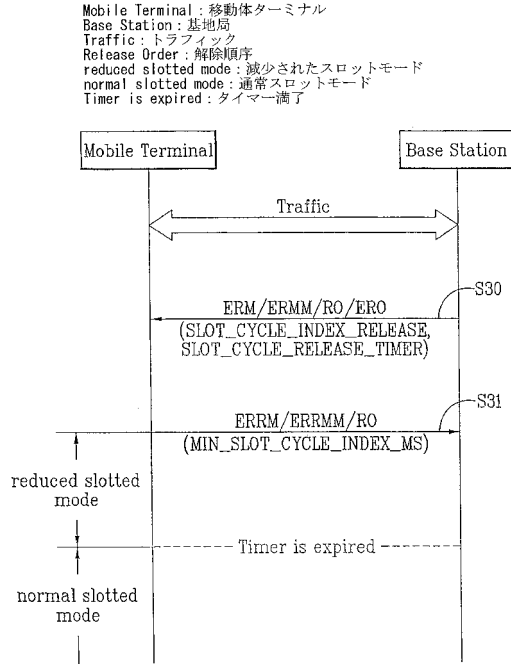 Mobile Terminal：移動体ターミナル
Base Station：基地局
Traffic：トラフィック
Release Order：解除順序
reduced slotted mode：減少されたスロットモード
normal slotted mode：通常スロットモード
Timer is expired：タイマー満了
Mobile Terminal
Base Station
Traffic
S30
ERM/ERMM/RO/ERO
(SLOT_CYCLE_INDEX_RELEASE,
SLOT_CYCLE_RELEASE_TIMER)
S31
ERRM/ERRMM/RO
(MIN_SLOT_CYCLE_INDEX_MS)
reduced slotted
mode
Timer is expired
normal slotted
mode